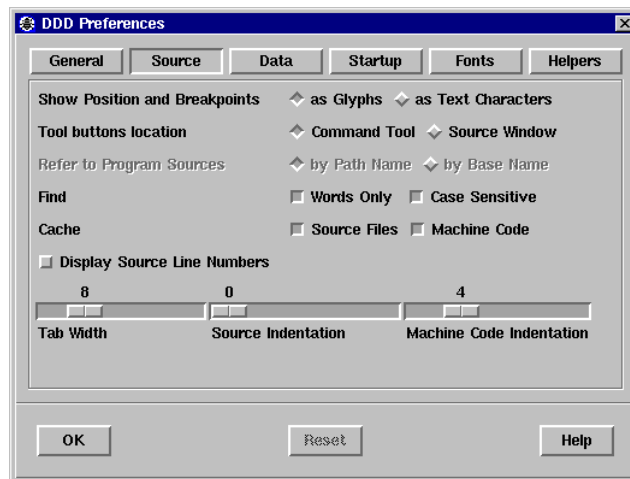 DDD Preferences
General Source Data Startup Fonts Helpers
Show Position and Breakpoints as Glyphs as Text Characters
Tool buttons location Command Tool Source Window
Refer to Program Sources by Path Name by Base Name
Find Words Only Case Sensitive
Cache Source Files Machine Code
Display Source Line Numbers
8 0 4
Tab Width Source Indentation Machine Code Indentation
OK Reset Help